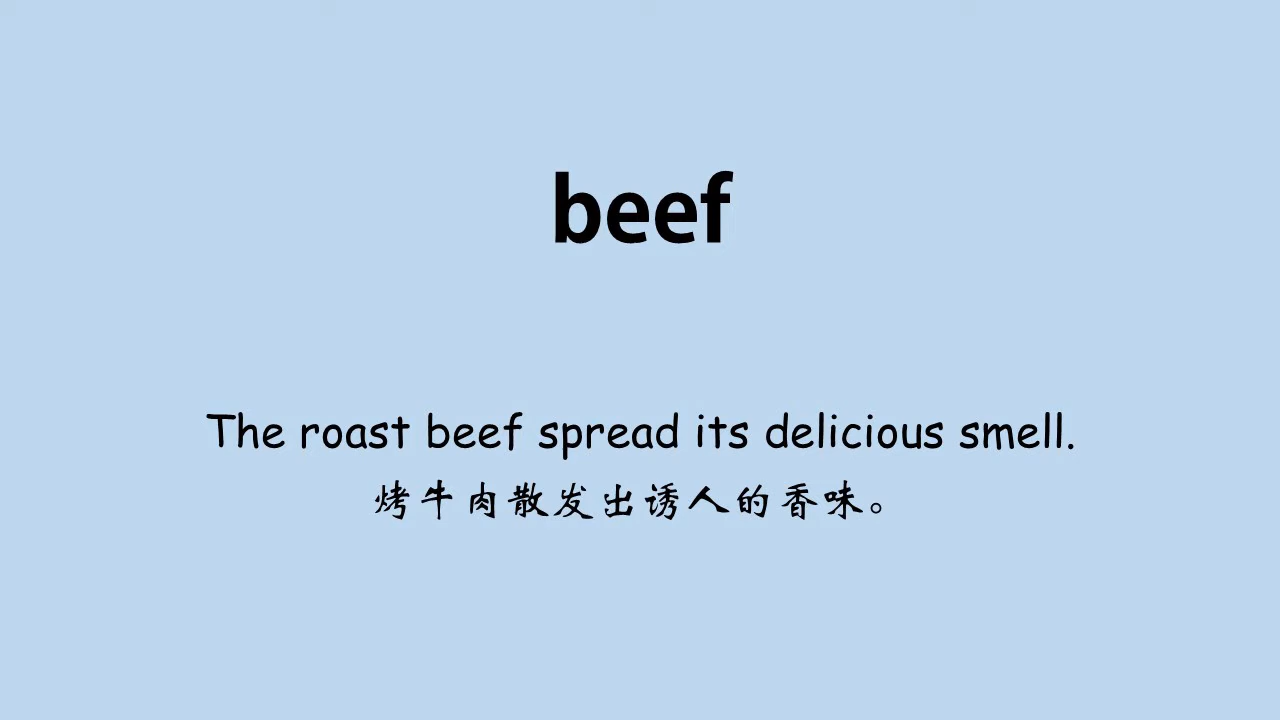 beef
The roast beef spread its delicious smell.
烤牛肉散发出诱人的香味。